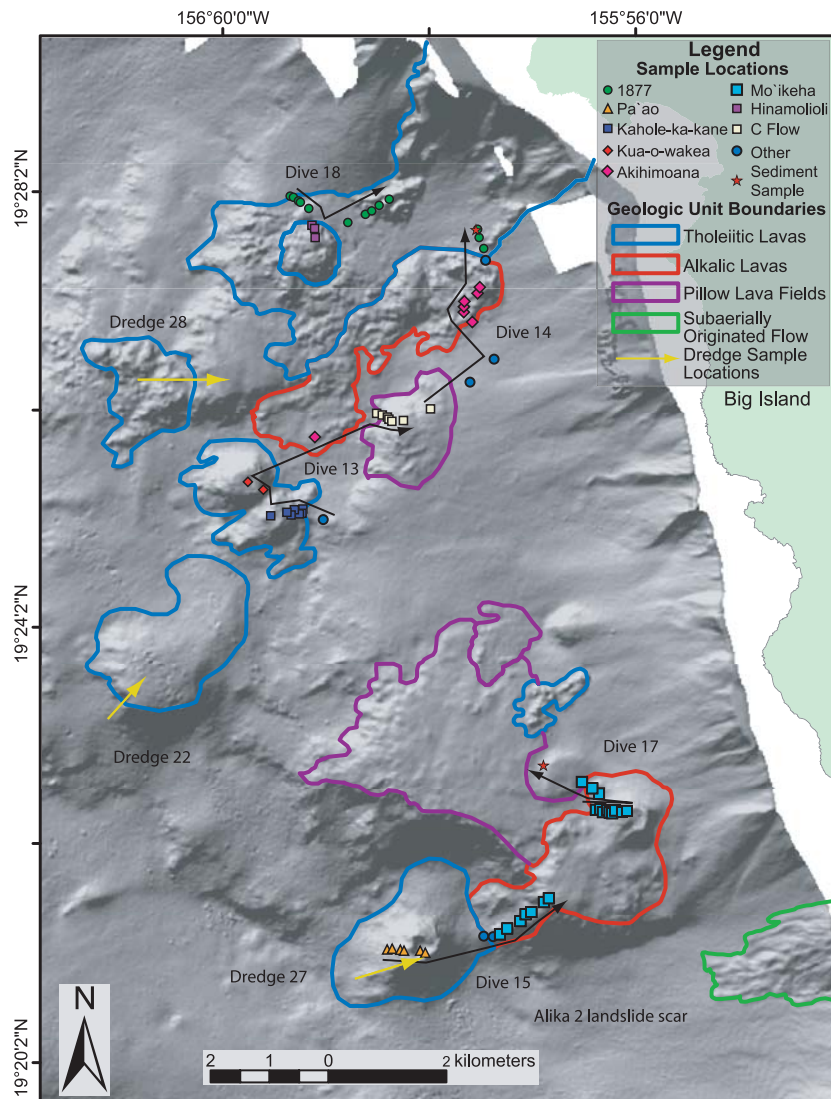 156°60'0"W
155°56'0"W
Legend
Sample Locations
1877
Mo`ikeha
Pa`ao
Hinamolioli
Kahole-ka-kane
C Flow
Kua-o-wakea
Other
Akihimoana
Sediment
Sample
Geologic Unit Boundaries
Tholeiitic Lavas
Alkalic Lavas
Pillow Lava Fields
Subaerially
Originated Flow
Dredge Sample
Locations
19°28'2"N
Dive 18
Dredge 28
Dive 14
Big Island
Dive 13
19°24'2"N
Dredge 22
Dive 17
Dredge 27
Dive 15
Alika 2 landslide scar
N
19°20'2"N
2 1 0 2 kilometers